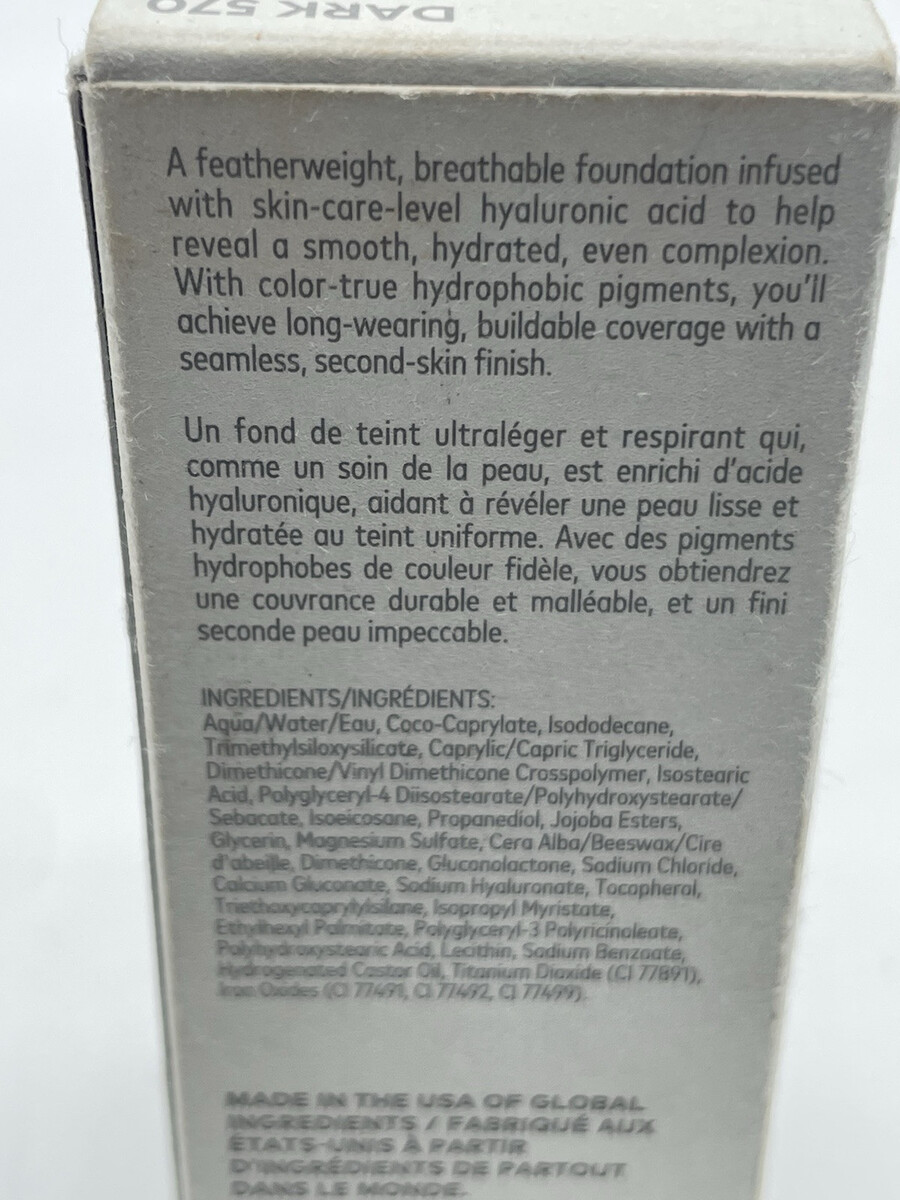 DARK 570
A featherweight, breathable foundation infused
with skin-care-level hyaluronic acid to help
reveal a smooth, hydrated, even complexion.
With color-true hydrophobic pigments, you'll
achieve long-wearing, buildable coverage with a
seamless, second-skin finish.
Un fond de teint ultraléger et respirant qui,
comme un soin de la peau, est enrichi d'acide
hyaluronique, aidant à révéler une peau lisse et
hydratée au teint uniforme. Avec des pigments
hydrophobes de couleur fidèle, vous obtiendrez
une couvrance durable et malléable, et un fini
seconde peau impeccable.
INGREDIENTS/INGRÉDIENTS:
Aqua/Water/Eau, Coco-Caprylate, Isododecane,
Trimethylsiloxysilicate, Caprylic/Capric Triglyceride,
Dimethicone/Vinyl Dimethicone Crosspolymer, Isostearic
Acid, Polyglyceryl-4 Diisostearate/Polyhydroxystearate/
Sebacate, Isoeicosane, Propanediol, Jojoba Esters,
Glycerin, Magnesium Sulfate, Cera Alba/Beeswax/Cire
d'abeille, Dimethicone, Gluconolactone, Sodium Chloride,
Calcium Gluconate, Sodium Hyaluronate, Tocopherol,
Triethoxycaprylylsilane, Isopropyl Myristate,
Ethylhexyl Palmitate, Polyglyceryl-3 Polyricinoleate,
Polyhydroxystearic Acid, Lecithin, Sodium Benzoate,
Hydrogenated Castor Oil, Titanium Dioxide (CI 77891),
Iron Oxides (CI 77491, CI 77492, CI 77499).
MADE IN THE USA OF GLOBAL
INGREDIENTS / FABRIQUÉ AUX
ÉTATS-UNIS À PARTIR
D'INGRÉDIENTS DE PARTOUT
DANS LE MONDE.